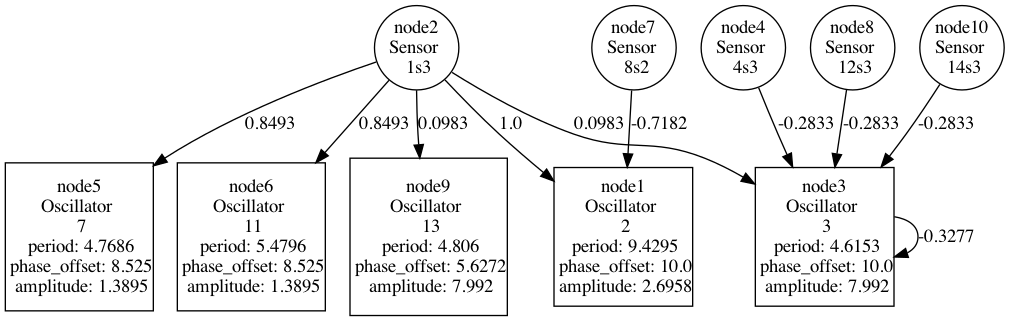 node2
Sensor
1s3
node7
Sensor
8s2
node4
Sensor
4s3
node8
Sensor
12s3
node10
Sensor
14s3
0.8493
0.8493
0.0983
1.0
0.0983
-0.7182
-0.2833
-0.2833
-0.2833
node5
Oscillator
7
period: 4.7686
phase_offset: 8.525
amplitude: 1.3895
node6
Oscillator
11
period: 5.4796
phase_offset: 8.525
amplitude: 1.3895
node9
Oscillator
13
period: 4.806
phase_offset: 5.6272
amplitude: 7.992
node1
Oscillator
2
period: 9.4295
phase_offset: 10.0
amplitude: 2.6958
node3
Oscillator
3
period: 4.6153
phase_offset: 10.0
amplitude: 7.992
-0.3277